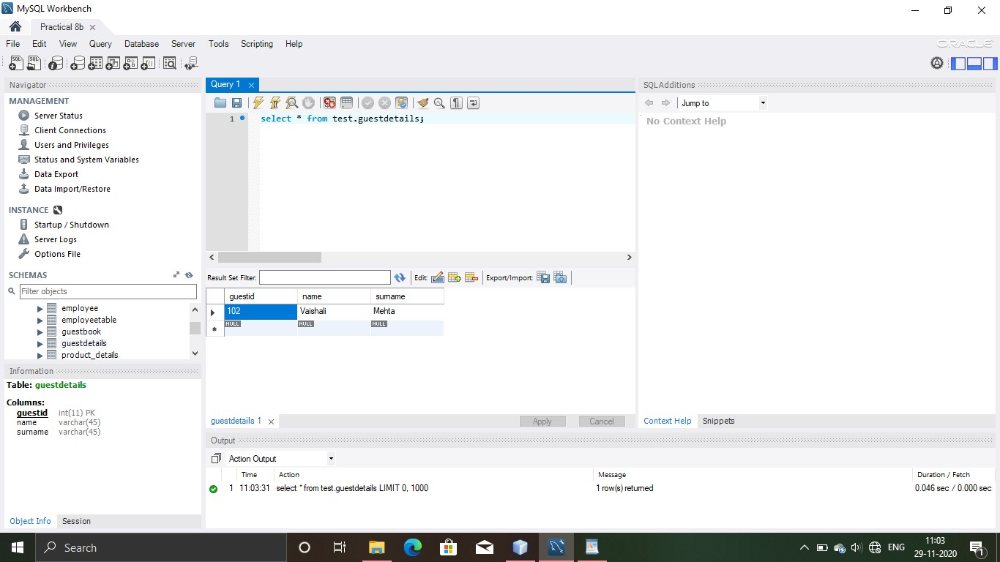 MySQL Workbench
Practical 8b
File Edit View Query Database Server Tools Scripting Help
ORACLE
Navigator
MANAGEMENT
Server Status
Client Connections
Users and Privileges
Status and System Variables
Data Export
Data Import/Restore
INSTANCE
Startup / Shutdown
Server Logs
Options File
SCHEMAS
Filter objects
employee
employeetable
guestbook
guestdetails
product_details
Information
Table: guestdetails
Columns:
guestid int(11) PK
name varchar(45)
surname varchar(45)
Object Info Session
Query 1
1 select * from test.guestdetails;
Result Set Filter: Edit: Export/Import:
guestid name surname
102 Vaishali Mehta
NULL NULL NULL
guestdetails 1 Apply Cancel
SQLAdditions
Jump to
No Context Help
Context Help Snippets
Output
Action Output
Time Action Message Duration / Fetch
1 11:03:31 select * from test.guestdetails LIMIT 0, 1000 1 row(s) returned 0.046 sec / 0.000 sec
Search
ENG
11:03
29-11-2020
1